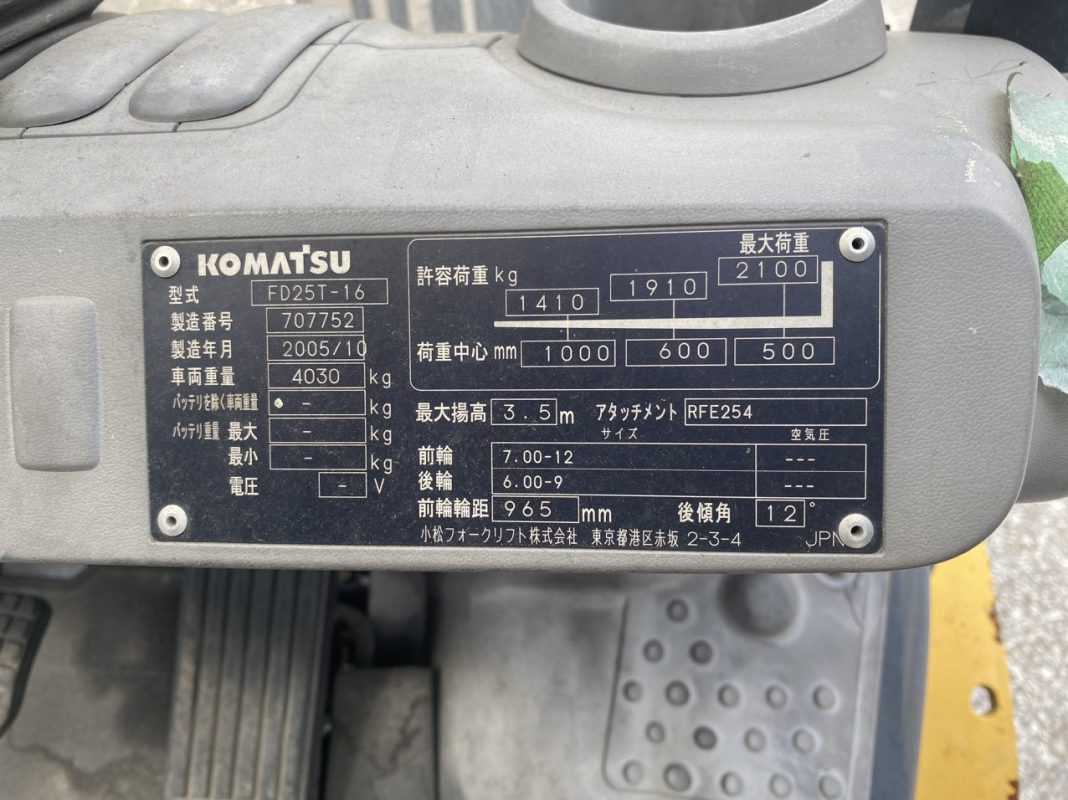 KOMATSU
型式 FD25T-16
製造番号 707752
製造年月 2005/10
車両重量 4030 kg
バッテリを除く車両重量 - kg
バッテリ重量 最大 - kg
最小 - kg
電圧 - V
最大荷重
許容荷重 kg 1410 1910 2100
荷重中心 mm 1000 600 500
最大揚高 3.5 m アタッチメント RFE254
サイズ 空気圧
前輪 7.00-12 ---
後輪 6.00-9 ---
前輪輪距 965 mm 後傾角 12°
小松フォークリフト株式会社 東京都港区赤坂 2-3-4 JPN